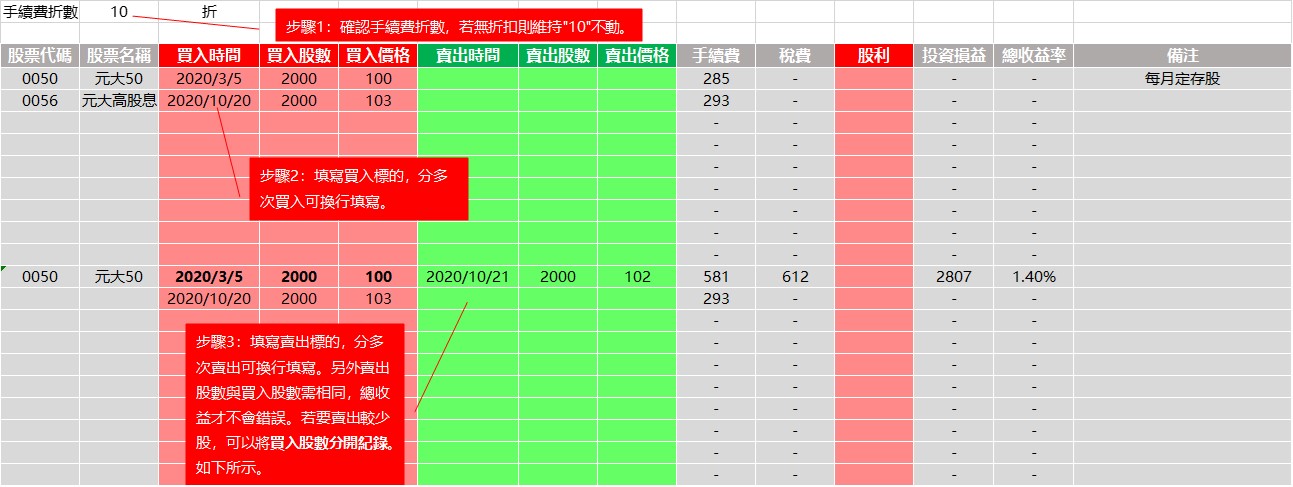 手續費折數 10 折
步驟1：確認手續費折數，若無折扣則維持"10"不動。
股票代碼 股票名稱 買入時間 買入股數 買入價格 賣出時間 賣出股數 賣出價格 手續費 稅費 股利 投資損益 總收益率 備注
0050 元大50 2020/3/5 2000 100 285 - - - 每月定存股
0056 元大高股息 2020/10/20 2000 103 293 - - -
- - -
- - -
- - -
步驟2：填寫買入標的，分多
次買入可換行填寫。
- - -
- - -
- - -
- - -
0050 元大50 2020/3/5 2000 100 2020/10/21 2000 102 581 612 2807 1.40%
2020/10/20 2000 103 293 - - -
- - -
步驟3：填寫賣出標的，分多
次賣出可換行填寫。另外賣出
股數與買入股數需相同，總收
益才不會錯誤。若要賣出較少
股，可以將買入股數分開紀錄。
如下所示。
- - -
- - -
- - -
- - -
- - -
- - -
- - -